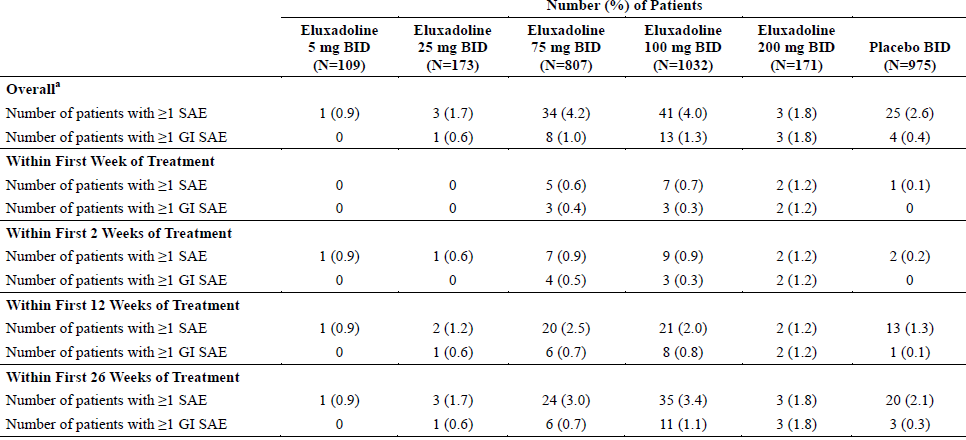 Number (%) of Patients
Eluxadoline 5 mg BID (N=109) Eluxadoline 25 mg BID (N=173) Eluxadoline 75 mg BID (N=807) Eluxadoline 100 mg BID (N=1032) Eluxadoline 200 mg BID (N=171) Placebo BID (N=975)
Overallᵃ
Number of patients with ≥1 SAE 1 (0.9) 3 (1.7) 34 (4.2) 41 (4.0) 3 (1.8) 25 (2.6)
Number of patients with ≥1 GI SAE 0 1 (0.6) 8 (1.0) 13 (1.3) 3 (1.8) 4 (0.4)
Within First Week of Treatment
Number of patients with ≥1 SAE 0 0 5 (0.6) 7 (0.7) 2 (1.2) 1 (0.1)
Number of patients with ≥1 GI SAE 0 0 3 (0.4) 3 (0.3) 2 (1.2) 0
Within First 2 Weeks of Treatment
Number of patients with ≥1 SAE 1 (0.9) 1 (0.6) 7 (0.9) 9 (0.9) 2 (1.2) 2 (0.2)
Number of patients with ≥1 GI SAE 0 0 4 (0.5) 3 (0.3) 2 (1.2) 0
Within First 12 Weeks of Treatment
Number of patients with ≥1 SAE 1 (0.9) 2 (1.2) 20 (2.5) 21 (2.0) 2 (1.2) 13 (1.3)
Number of patients with ≥1 GI SAE 0 1 (0.6) 6 (0.7) 8 (0.8) 2 (1.2) 1 (0.1)
Within First 26 Weeks of Treatment
Number of patients with ≥1 SAE 1 (0.9) 3 (1.7) 24 (3.0) 35 (3.4) 3 (1.8) 20 (2.1)
Number of patients with ≥1 GI SAE 0 1 (0.6) 6 (0.7) 11 (1.1) 3 (1.8) 3 (0.3)